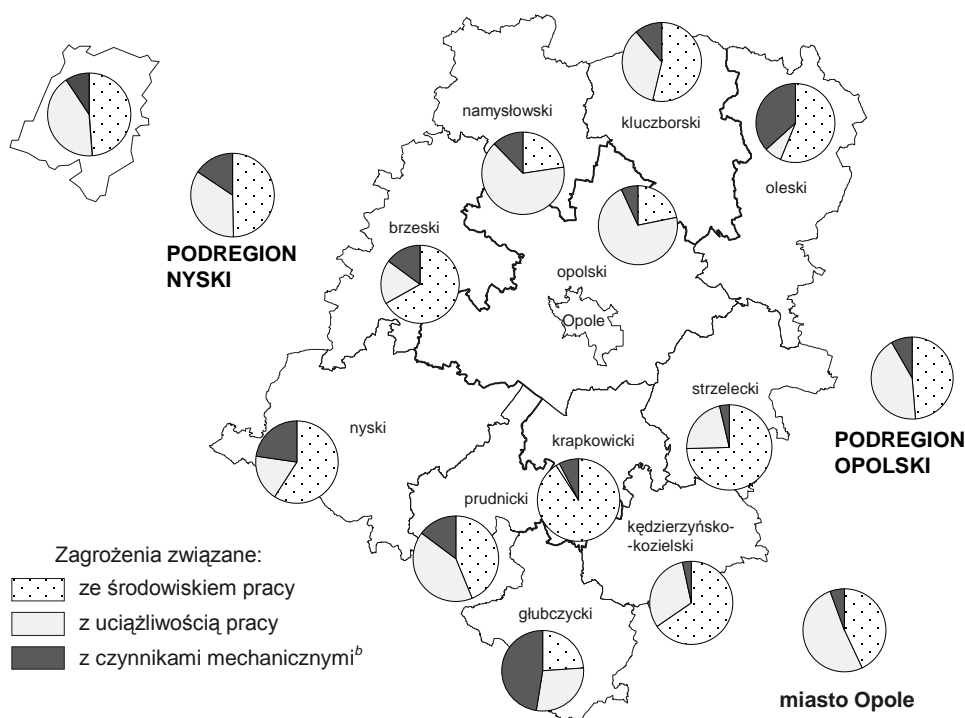 namysłowski
kluczborski
oleski
PODREGION
NYSKI
brzeski
opolski
Opole
strzelecki
PODREGION
OPOLSKI
nyski
krapkowicki
prudnicki
kędzierzyńsko-
-kozielski
Zagrożenia związane:
ze środowiskiem pracy
z uciążliwością pracy
z czynnikami mechanicznymi b
głubczycki
miasto Opole